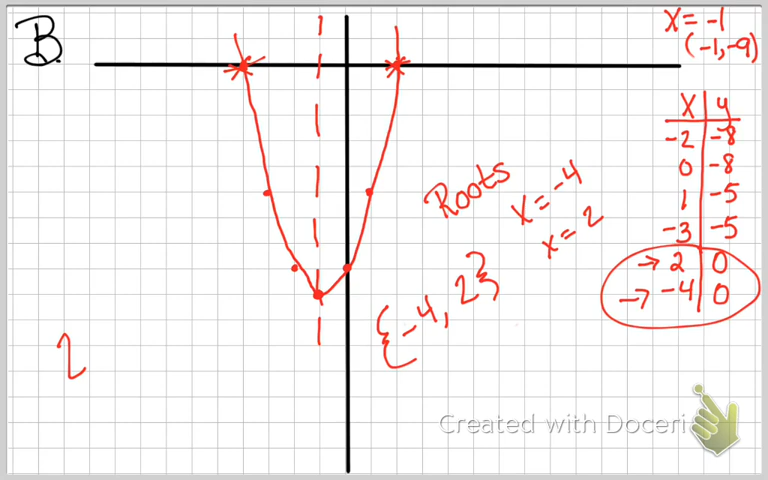 B.
x = -1
(-1, -9)
x | y
-2 | -8
0 | -8
1 | -5
-3 | -5
→ 2 | 0
→ -4 | 0
Roots
x = -4
x = 2
{-4, 2}
2
Created with Doceri